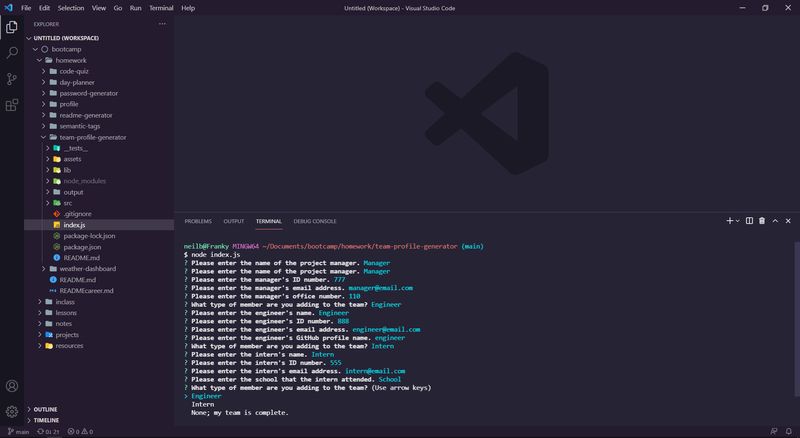 File Edit Selection View Go Run Terminal Help
Untitled (Workspace) - Visual Studio Code
EXPLORER
UNTITLED (WORKSPACE)
bootcamp
homework
code-quiz
day-planner
password-generator
profile
readme-generator
semantic-tags
team-profile-generator
__tests__
assets
lib
node_modules
output
src
.gitignore
index.js
package-lock.json
package.json
README.md
weather-dashboard
README.md
READMEcareer.md
inclass
lessons
notes
projects
resources
OUTLINE
TIMELINE
PROBLEMS OUTPUT TERMINAL DEBUG CONSOLE
neilb@Franky MINGW64 ~/Documents/bootcamp/homework/team-profile-generator (main)
$ node index.js
? Please enter the name of the project manager. Manager
? Please enter the name of the project manager. Manager
? Please enter the manager's ID number. 777
? Please enter the manager's email address. manager@email.com
? Please enter the manager's office number. 110
? What type of member are you adding to the team? Engineer
? Please enter the engineer's name. Engineer
? Please enter the engineer's ID number. 888
? Please enter the engineer's email address. engineer@email.com
? Please enter the engineer's GitHub profile name. engineer
? What type of member are you adding to the team? Intern
? Please enter the intern's name. Intern
? Please enter the intern's ID number. 555
? Please enter the intern's email address. intern@email.com
? Please enter the school that the intern attended. School
? What type of member are you adding to the team? (Use arrow keys)
> Engineer
Intern
None; my team is complete.
main 0↓ 2↑ 0 0